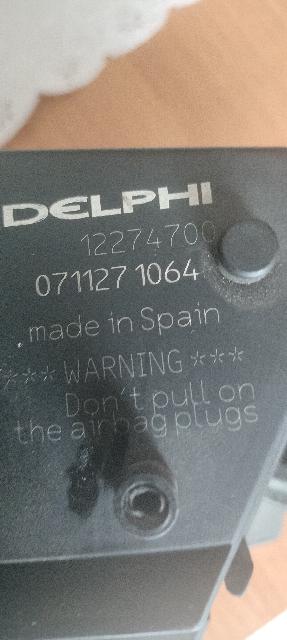 DELPHI
12274700
071127 1064
made in Spain
*** WARNING ***
Don't pull on
the airbag plugs